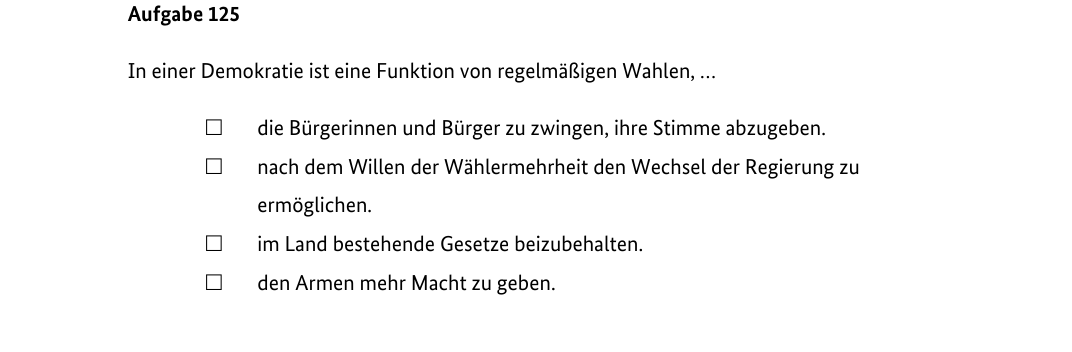 Aufgabe 125
In einer Demokratie ist eine Funktion von regelmäßigen Wahlen, …
☐ die Bürgerinnen und Bürger zu zwingen, ihre Stimme abzugeben.
☐ nach dem Willen der Wählermehrheit den Wechsel der Regierung zu
ermöglichen.
☐ im Land bestehende Gesetze beizubehalten.
☐ den Armen mehr Macht zu geben.